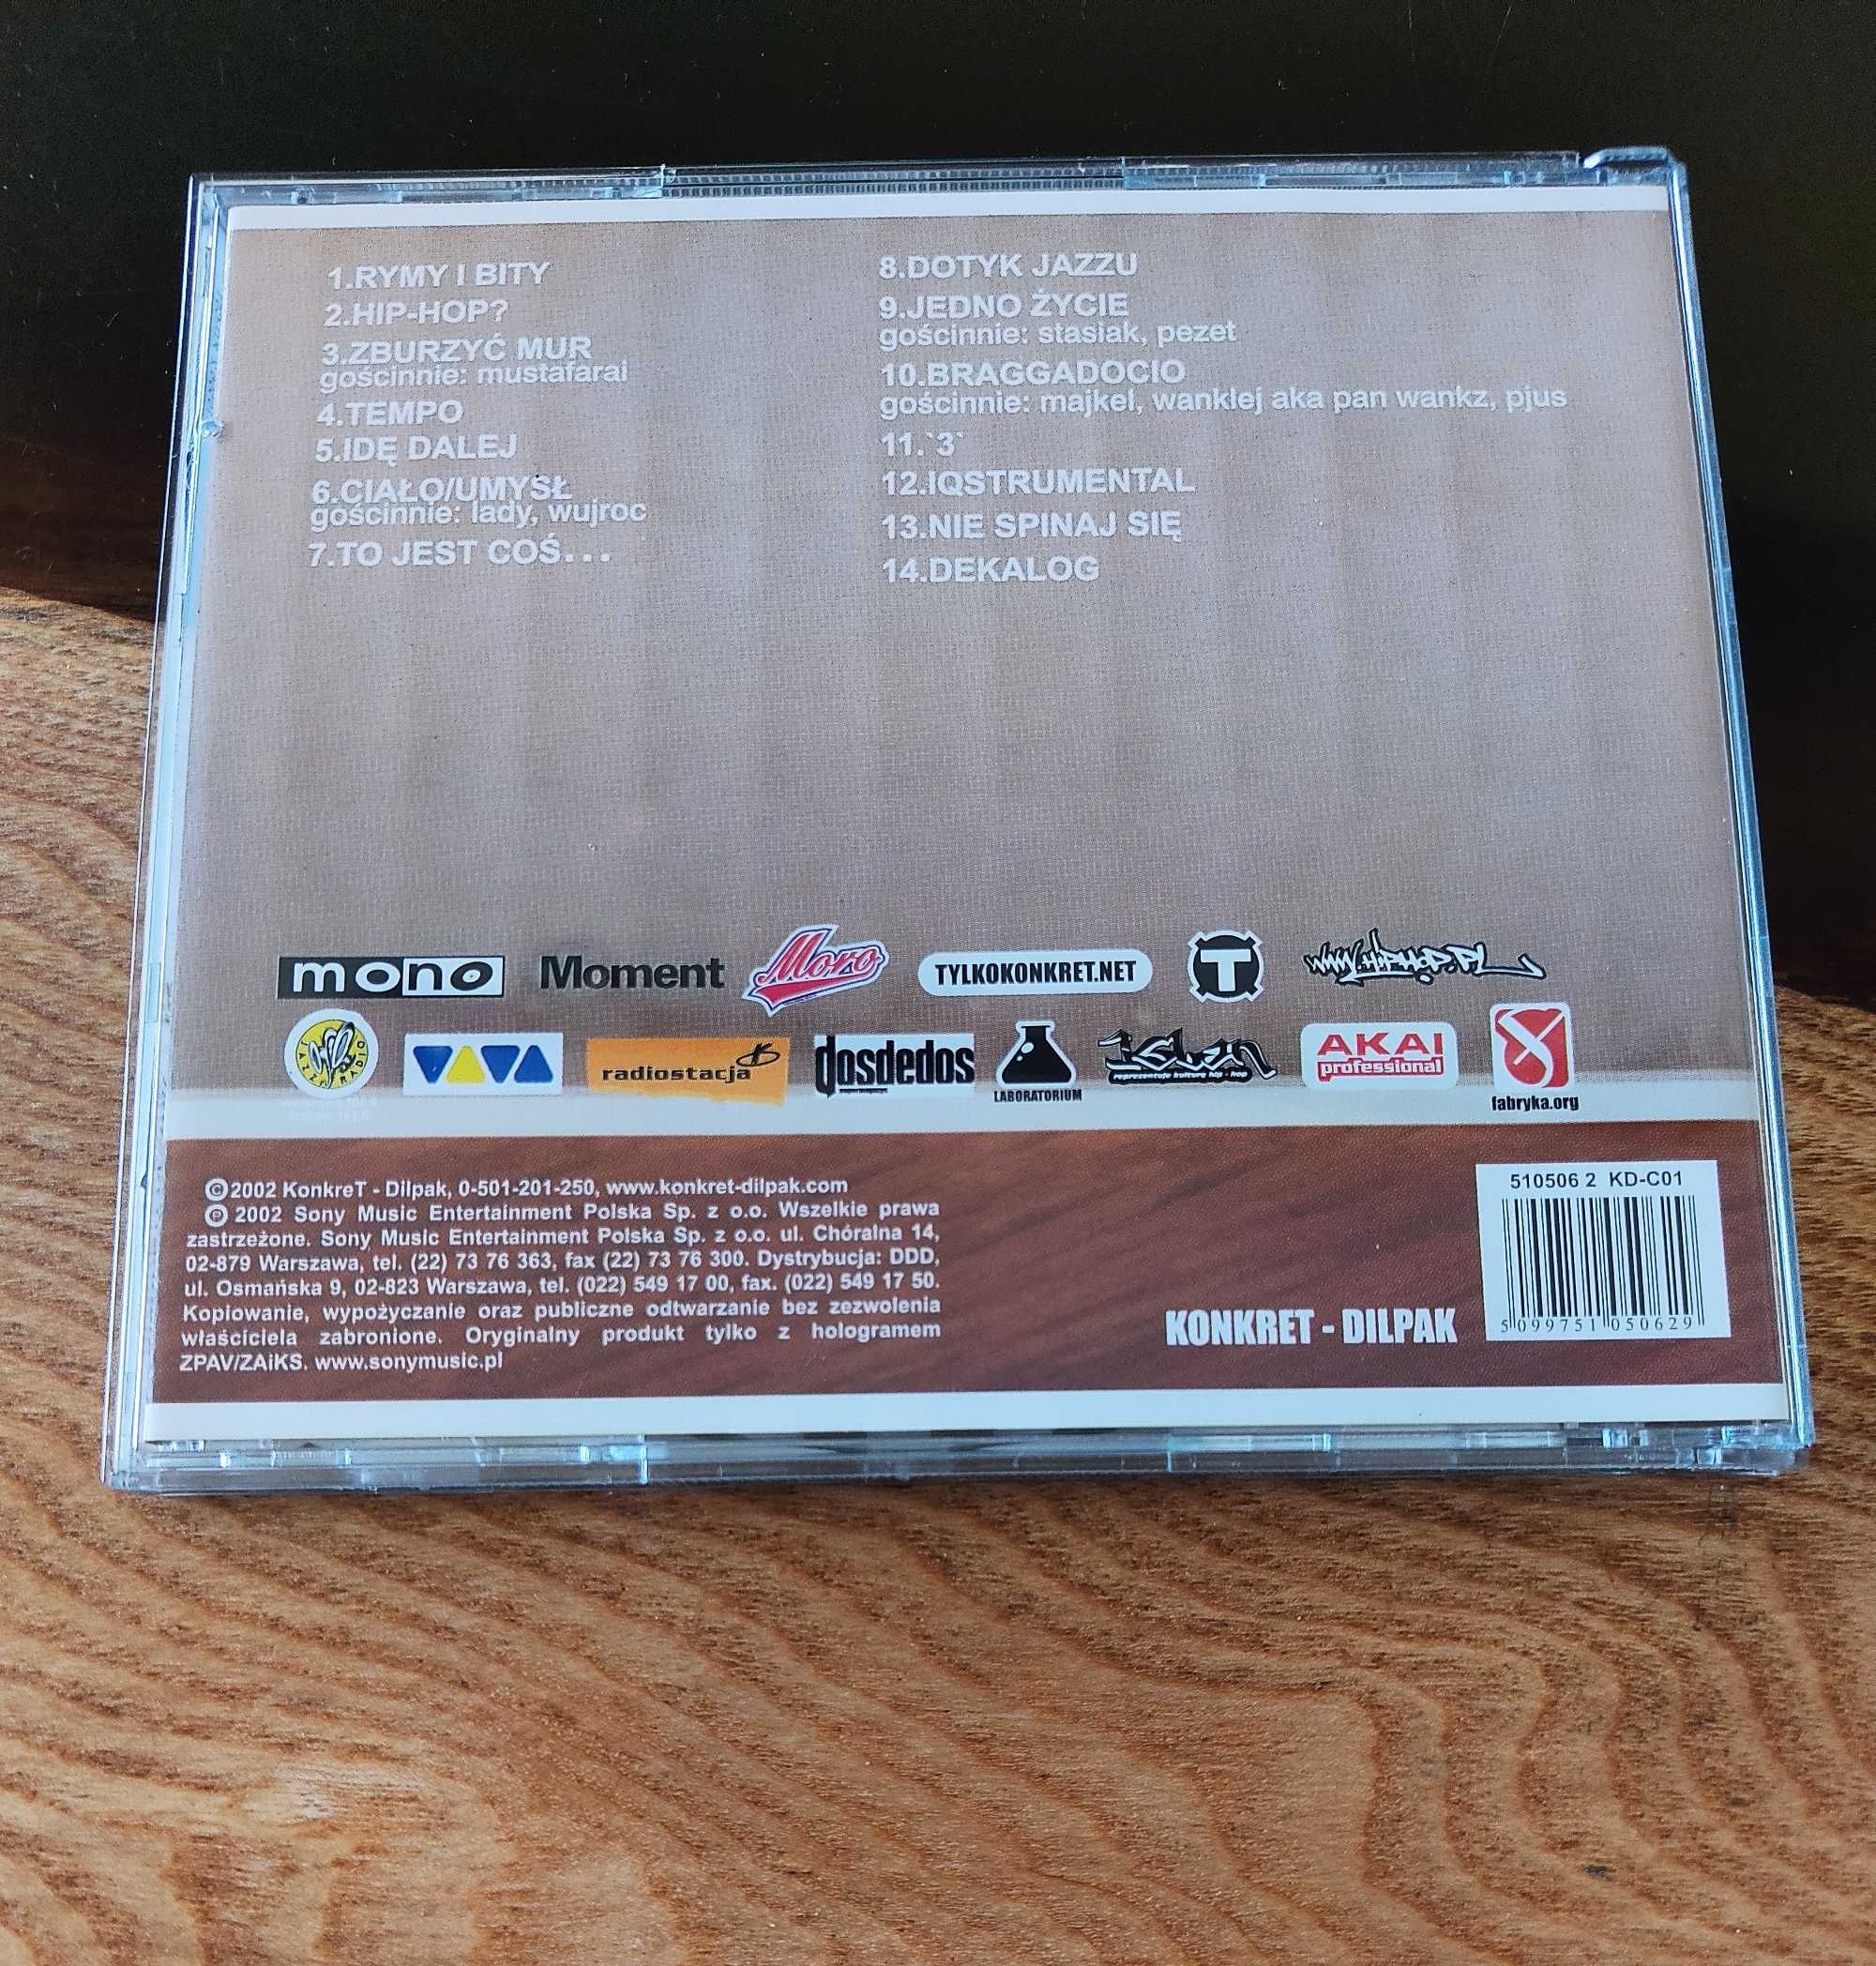 1.RYMY I BITY
2.HIP-HOP?
3.ZBURZYĆ MUR
gościnnie: mustafarai
4.TEMPO
5.IDĘ DALEJ
6.CIAŁO/UMYSŁ
gościnnie: lady, wujroc
7.TO JEST COŚ...
8.DOTYK JAZZU
9.JEDNO ŻYCIE
gościnnie: stasiak, pezet
10.BRAGGADOCIO
gościnnie: majkel, wankiej aka pan wankz, pjus
11.`3`
12.IQSTRUMENTAL
13.NIE SPINAJ SIĘ
14.DEKALOG
mono Moment Moro TYLKOKONKRET.NET T www.HIPHOP.PL
JAZZ RADIO VIVA radiostacja dosdedos LABORATORIUM AKAI professional fabryka.org
reprezentuje kulturę hip - hop
© 2002 KonkreT - Dilpak, 0-501-201-250, www.konkret-dilpak.com
℗ 2002 Sony Music Entertainment Polska Sp. z o.o. Wszelkie prawa
zastrzeżone. Sony Music Entertainment Polska Sp. z o.o. ul. Chóralna 14,
02-879 Warszawa, tel. (22) 73 76 363, fax (22) 73 76 300. Dystrybucja: DDD,
ul. Osmańska 9, 02-823 Warszawa, tel. (022) 549 17 00, fax. (022) 549 17 50.
Kopiowanie, wypożyczanie oraz publiczne odtwarzanie bez zezwolenia
właściciela zabronione. Oryginalny produkt tylko z hologramem
ZPAV/ZAiKS. www.sonymusic.pl
KONKRET - DILPAK
510506 2 KD-C01
5 099751 050629